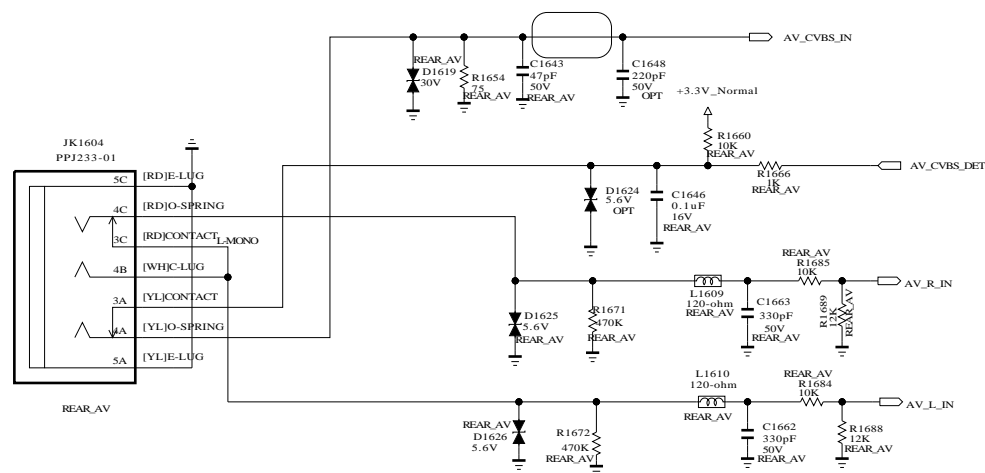 AV_CVBS_IN
REAR_AV
D1619
30V
R1654
75
REAR_AV
C1643
47pF
50V
REAR_AV
C1648
220pF
50V
OPT
+3.3V_Normal
R1660
10K
REAR_AV
AV_CVBS_DET
R1666
1K
REAR_AV
D1624
5.6V
OPT
C1646
0.1uF
16V
REAR_AV
JK1604
PPJ233-01
5C
[RD]E-LUG
4C
[RD]O-SPRING
3C
[RD]CONTACT
L-MONO
4B
[WH]C-LUG
3A
[YL]CONTACT
4A
[YL]O-SPRING
5A
[YL]E-LUG
REAR_AV
REAR_AV
R1685
10K
AV_R_IN
L1609
120-ohm
REAR_AV
D1625
5.6V
REAR_AV
R1671
470K
REAR_AV
C1663
330pF
50V
REAR_AV
R1689
12K
REAR_AV
L1610
120-ohm
REAR_AV
REAR_AV
R1684
10K
AV_L_IN
REAR_AV
D1626
5.6V
R1672
470K
REAR_AV
C1662
330pF
50V
REAR_AV
R1688
12K
REAR_AV